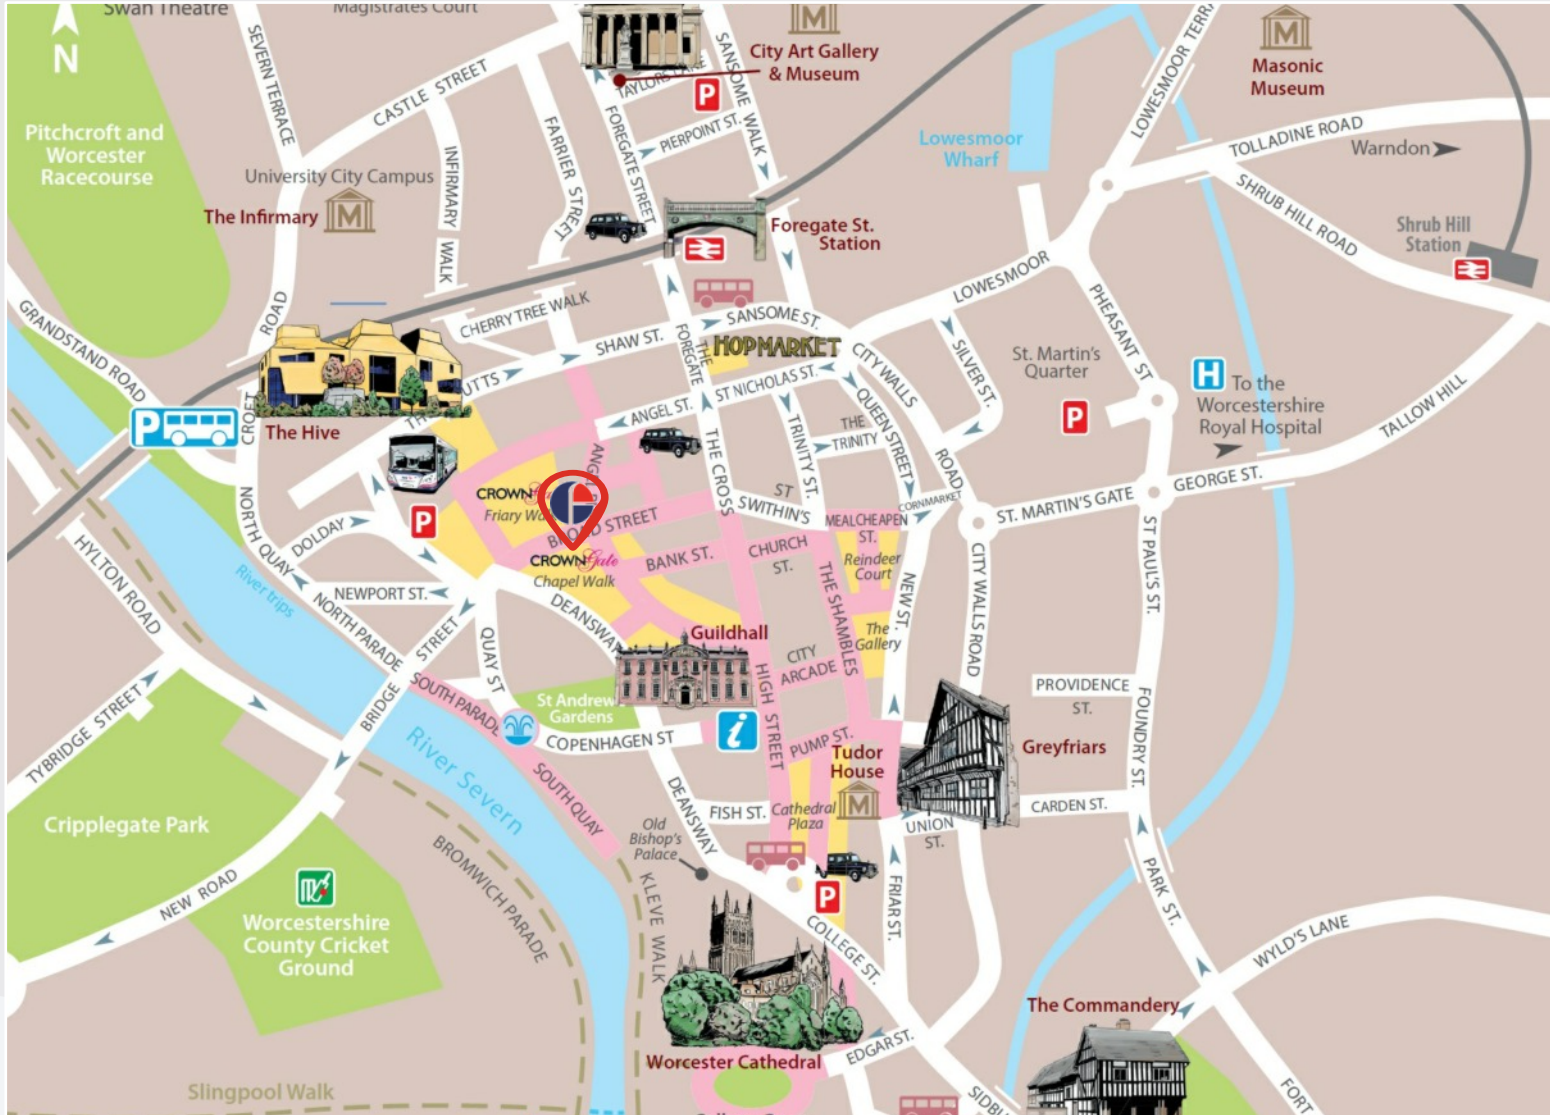 Swan Theatre
Magistrates Court
N
SEVERN TERRACE
CASTLE STREET
TAYLORS LANE
SANSOME WALK
M
City Art Gallery
& Museum
P
M
Masonic
Museum
LOWESMOOR TERR
Pitchcroft and
Worcester
Racecourse
INFIRMARY WALK
FARRIER STREET
FOREGATE STREET
PIERPOINT ST.
Lowesmoor
Wharf
TOLLADINE ROAD
Warndon
University City Campus
The Infirmary
M
Foregate St.
Station
SHRUB HILL ROAD
Shrub Hill
Station
GRANDSTAND ROAD
CROFT ROAD
CHERRY TREE WALK
LOWESMOOR
PHEASANT ST
SHAW ST.
SANSOME ST.
THE FOREGATE
HOPMARKET
CITY WALLS ROAD
SILVER ST.
St. Martin's
Quarter
P
H
To the
Worcestershire
Royal Hospital
TALLOW HILL
ANGEL ST.
ST NICHOLAS ST.
THE CROSS
TRINITY ST.
THE
TRINITY
QUEEN STREET
P
The Hive
CROWN
Friary
BROAD STREET
CROWNGate
Chapel Walk
P
NORTH QUAY
DOLDAY
ST
SWITHIN'S
CORNMARKET
MEALCHEAPEN
ST.
ST. MARTIN'S GATE
GEORGE ST.
HYLTON ROAD
River trips
NEWPORT ST.
NORTH PARADE
BANK ST.
CHURCH
ST.
Reindeer
Court
THE SHAMBLES
NEW ST.
CITY WALLS ROAD
ST PAUL'S ST.
DEANSWAY
BRIDGE STREET
QUAY ST
Guildhall
The
Gallery
CITY
ARCADE
HIGH STREET
TYBRIDGE STREET
SOUTH PARADE
St Andrew
Gardens
COPENHAGEN ST
i
PROVIDENCE
ST.
FOUNDRY ST.
River Severn
PUMP ST.
Tudor
House
M
Greyfriars
SOUTH QUAY
DEANSWAY
FISH ST.
Cathedral
Plaza
UNION
ST.
CARDEN ST.
Cripplegate Park
Old
Bishop's
Palace
BROMWICH PARADE
KLEVE WALK
P
FRIAR ST.
PARK ST.
NEW ROAD
Worcestershire
County Cricket
Ground
COLLEGE ST.
WYLD'S LANE
The Commandery
Worcester Cathedral
EDGAR ST.
Slingpool Walk
FORT